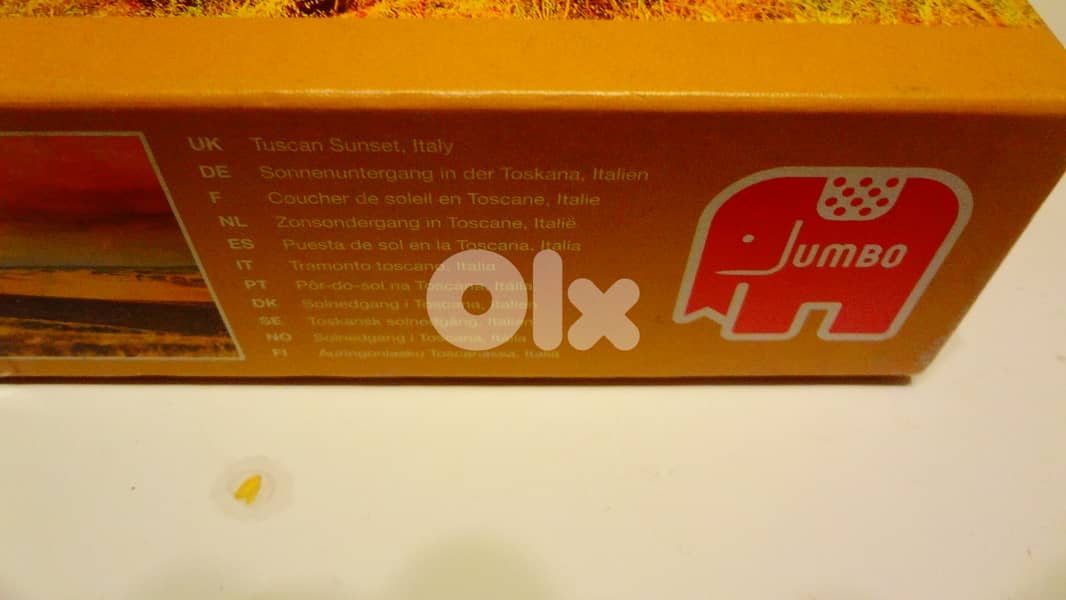 UK Tuscan Sunset, Italy
DE Sonnenuntergang in der Toskana, Italien
F Coucher de soleil en Toscane, Italie
NL Zonsondergang in Toscane, Italië
ES Puesta de sol en la Toscana, Italia
IT Tramonto toscano, Italia
PT Pôr-do-sol na Toscana, Itália
DK Solnedgang i Toscana, Italien
SE Toskansk solnedgång, Italien
NO Solnedgang i Toscana, Italia
FI Auringonlasku Toscanassa, Italia
JUMBO
olx